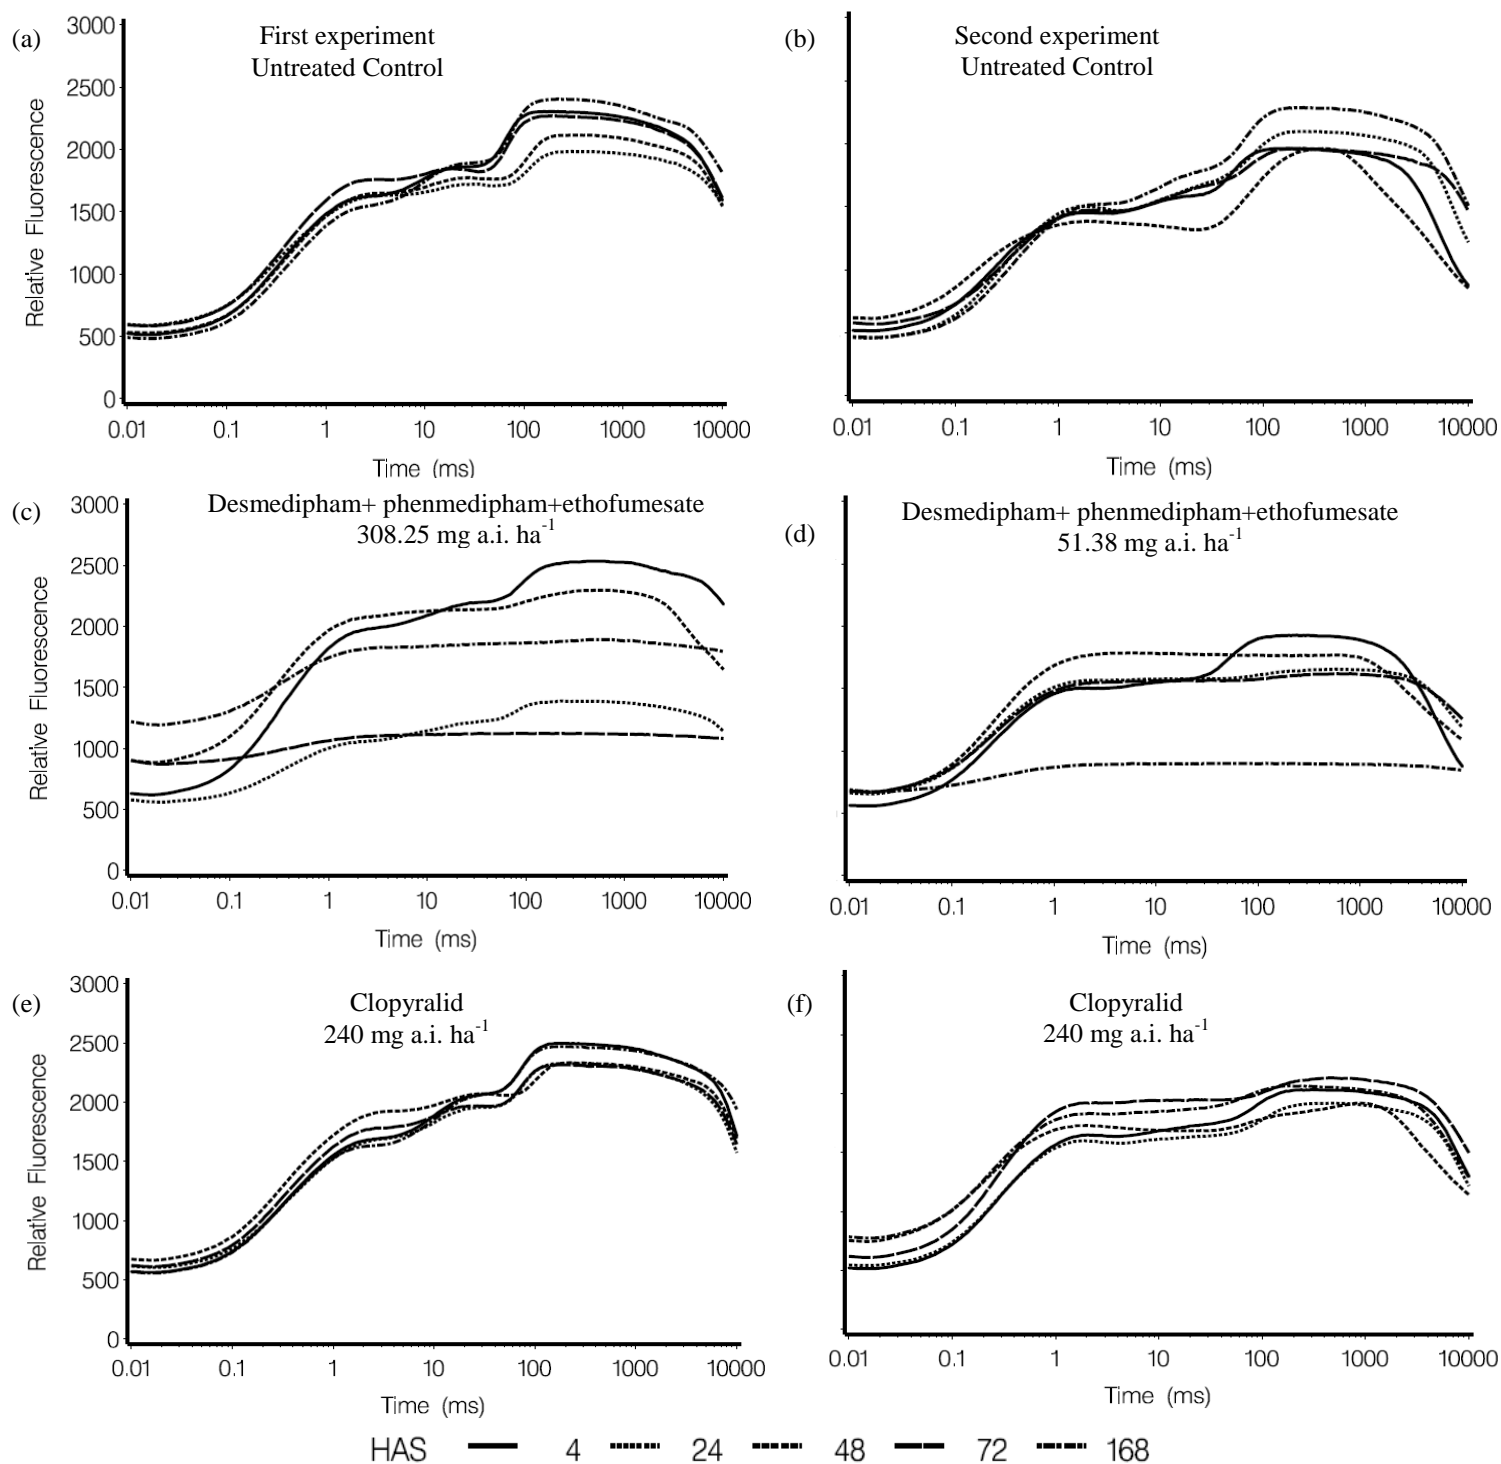 (a)
First experiment
Untreated Control
3000
2500
2000
1500
1000
500
0
Relative Fluorescence
0.01 0.1 1 10 100 1000 10000
Time (ms)
(b)
Second experiment
Untreated Control
0.01 0.1 1 10 100 1000 10000
Time (ms)
(c)
Desmedipham+ phenmedipham+ethofumesate
308.25 mg a.i. ha-1
3000
2500
2000
1500
1000
500
0
Relative Fluorescence
0.01 0.1 1 10 100 1000 10000
Time (ms)
(d)
Desmedipham+ phenmedipham+ethofumesate
51.38 mg a.i. ha-1
0.01 0.1 1 10 100 1000 10000
Time (ms)
(e)
Clopyralid
240 mg a.i. ha-1
3000
2500
2000
1500
1000
500
0
Relative Fluorescence
0.01 0.1 1 10 100 1000 10000
Time (ms)
(f)
Clopyralid
240 mg a.i. ha-1
0.01 0.1 1 10 100 1000 10000
Time (ms)
HAS 4 24 48 72 168